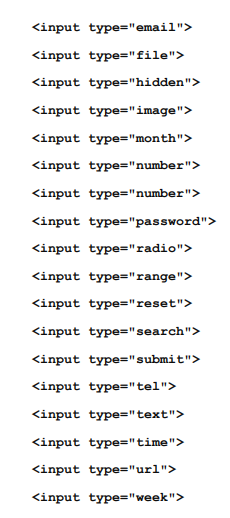 <input type="email">
<input type="file">
<input type="hidden">
<input type="image">
<input type="month">
<input type="number">
<input type="number">
<input type="password">
<input type="radio">
<input type="range">
<input type="reset">
<input type="search">
<input type="submit">
<input type="tel">
<input type="text">
<input type="time">
<input type="url">
<input type="week">